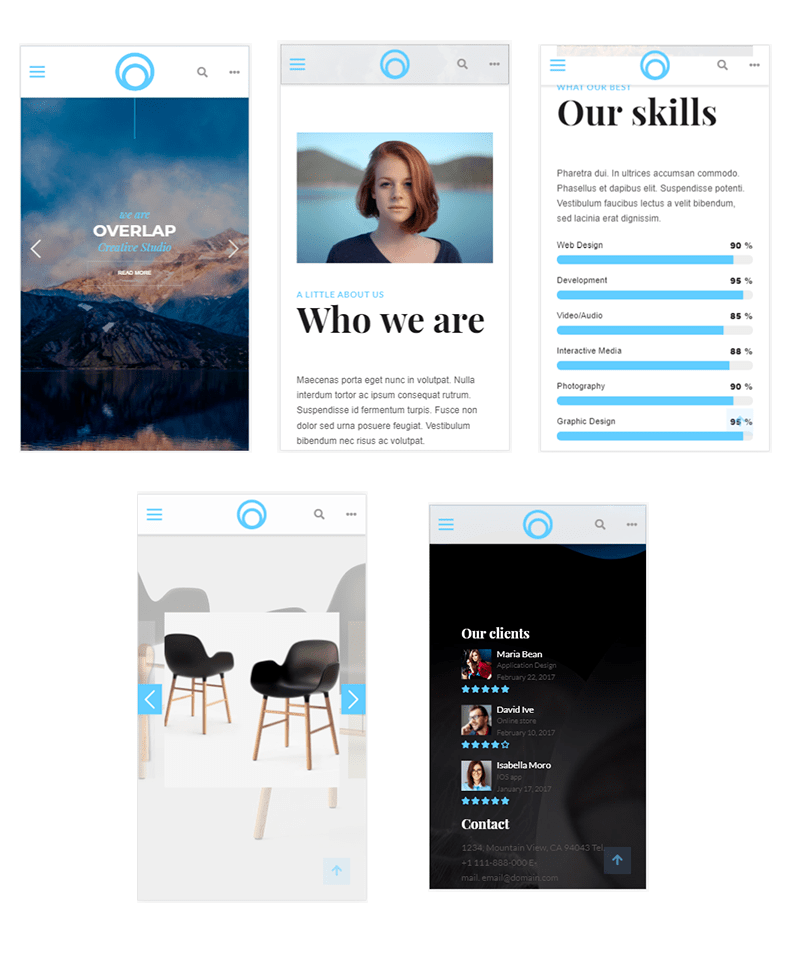 we are
OVERLAP
Creative Studio
READ MORE
A LITTLE ABOUT US
Who we are
Maecenas porta eget nunc in volutpat. Nulla
interdum tortor ac ipsum consequat rutrum.
Suspendisse id fermentum turpis. Fusce non
dolor sed urna posuere feugiat. Vestibulum
bibendum nec risus ac volutpat.
WHAT OUR BEST
Our skills
Pharetra dui. In ultrices accumsan commodo.
Phasellus et dapibus elit. Suspendisse potenti.
Vestibulum faucibus lectus a velit bibendum,
sed lacinia erat dignissim.
Web Design 90 %
Development 95 %
Video/Audio 85 %
Interactive Media 88 %
Photography 90 %
Graphic Design 95 %
Our clients
Maria Bean
Application Design
February 22, 2017
David Ive
Online store
February 10, 2017
Isabella Moro
IOS app
January 17, 2017
Contact
1234, Mountain View, CA 94043 Tel.
+1 111-888-000 E-
mail. email@domain.com